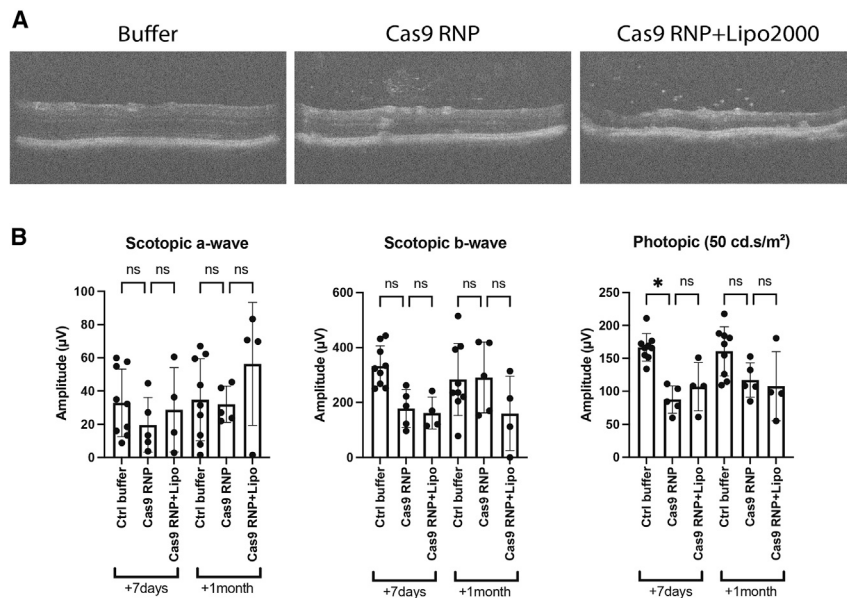 A
Buffer
Cas9 RNP
Cas9 RNP+Lipo2000
B
Scotopic a-wave
ns
ns
ns
ns
Amplitude (µV)
100
80
60
40
20
0
Ctrl buffer
Cas9 RNP
Cas9 RNP+Lipo
Ctrl buffer
Cas9 RNP
Cas9 RNP+Lipo
+7days
+1month
Scotopic b-wave
ns
ns
ns
ns
Amplitude (µV)
600
400
200
0
Ctrl buffer
Cas9 RNP
Cas9 RNP+Lipo
Ctrl buffer
Cas9 RNP
Cas9 RNP+Lipo
+7days
+1month
Photopic (50 cd.s/m²)
*
ns
ns
ns
Amplitude (µV)
250
200
150
100
50
0
Ctrl buffer
Cas9 RNP
Cas9 RNP+Lipo
Ctrl buffer
Cas9 RNP
Cas9 RNP+Lipo
+7days
+1month